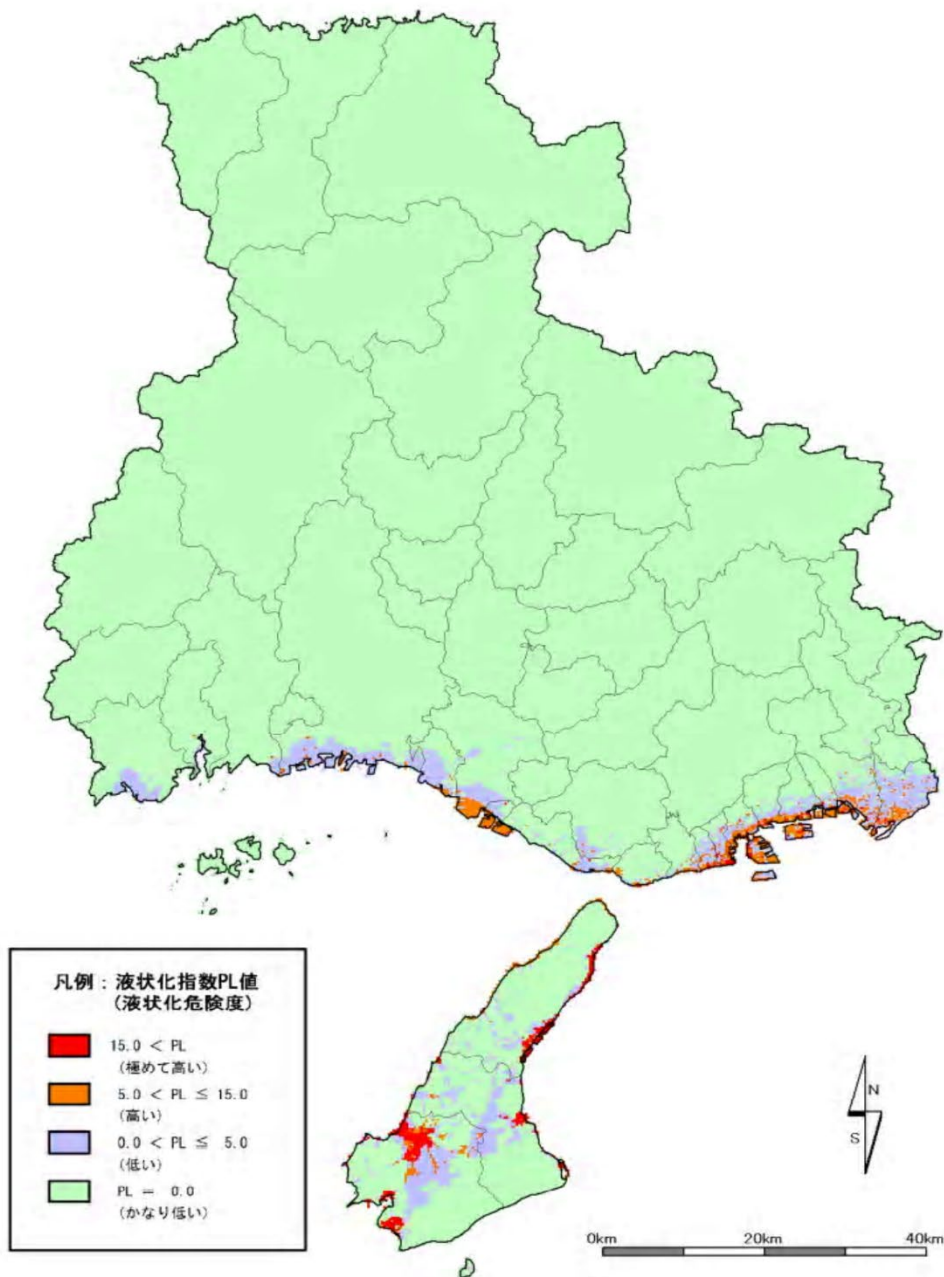 凡例：液状化指数PL値
(液状化危険度)
15.0 < PL
(極めて高い)
5.0 < PL ≤ 15.0
(高い)
0.0 < PL ≤ 5.0
(低い)
PL = 0.0
(かなり低い)
N
S
0km 20km 40km